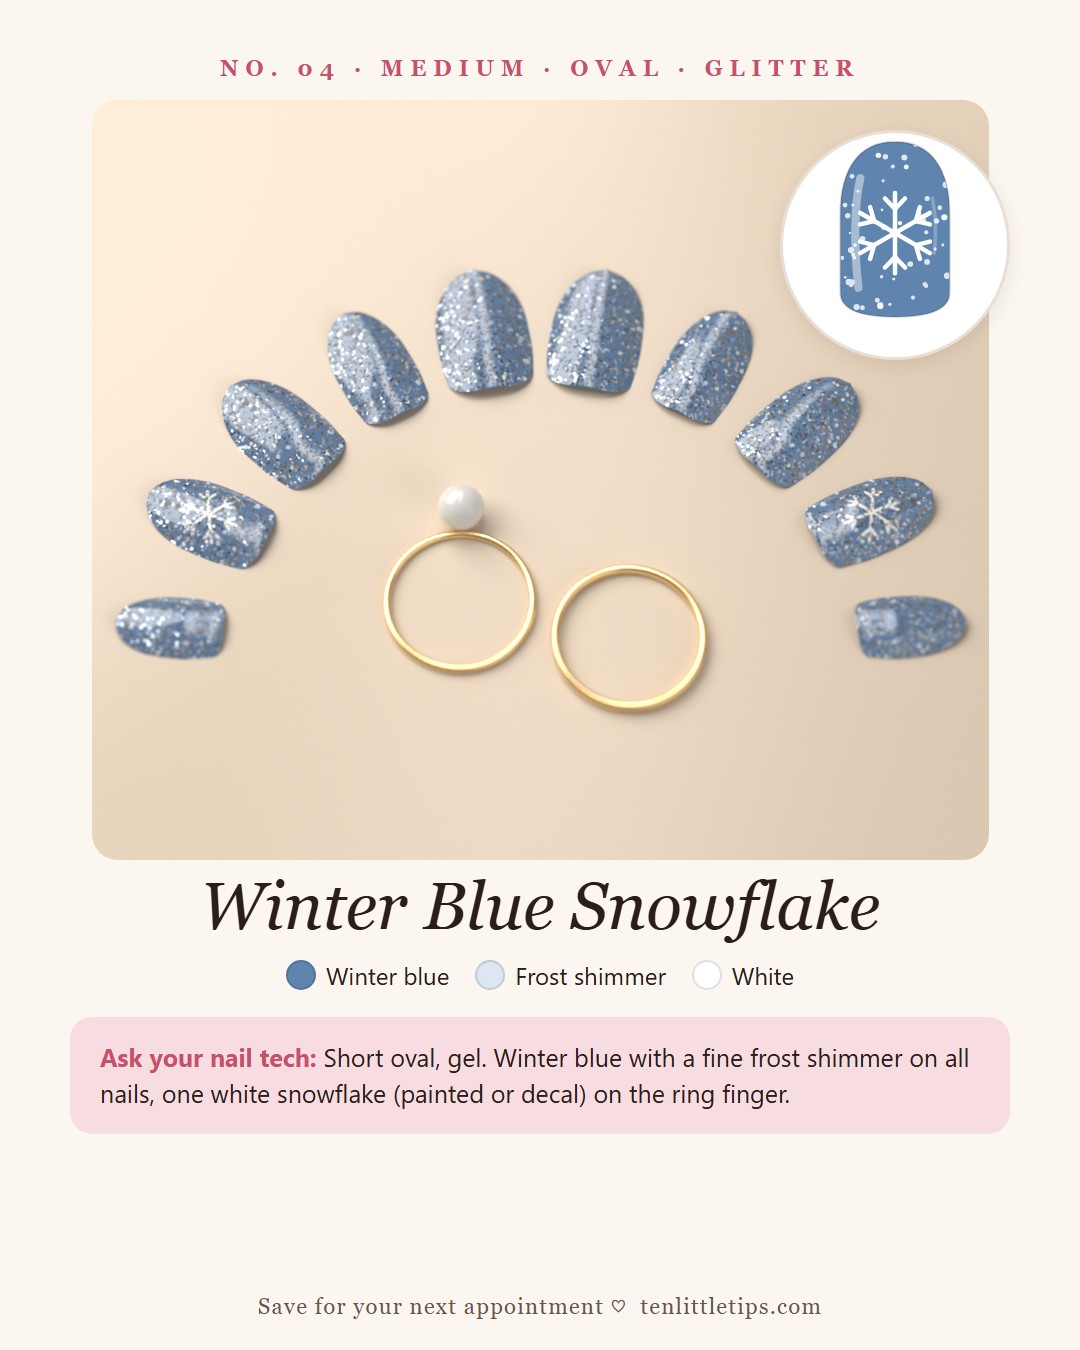 NO. 04 · MEDIUM · OVAL · GLITTER
Winter Blue Snowflake
Winter blue Frost shimmer White
Ask your nail tech: Short oval, gel. Winter blue with a fine frost shimmer on all
nails, one white snowflake (painted or decal) on the ring finger.
Save for your next appointment ♡ tenlittletips.com